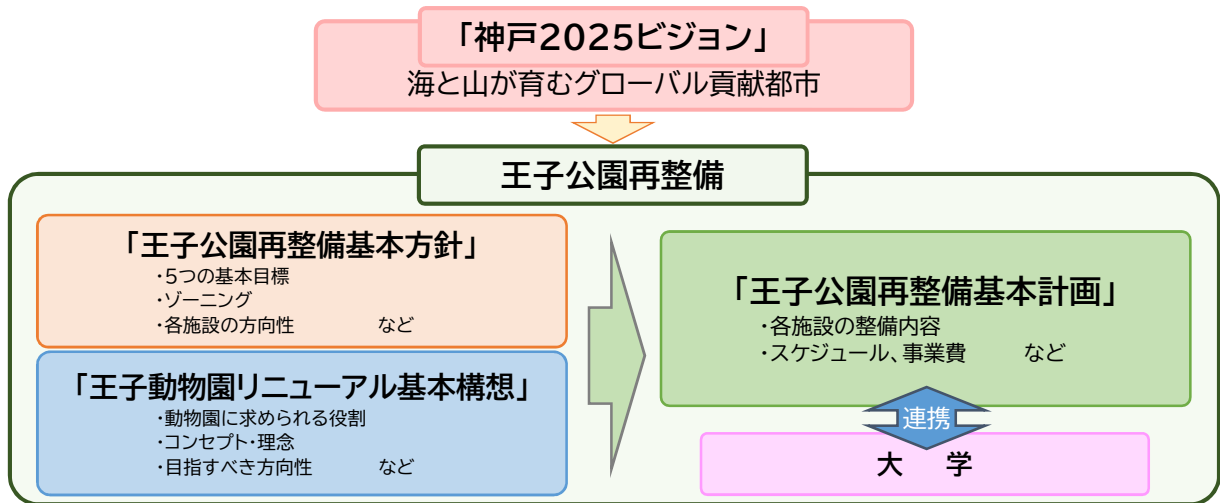 「神戸2025ビジョン」
海と山が育むグローバル貢献都市
王子公園再整備
「王子公園再整備基本方針」
・5つの基本目標
・ゾーニング
・各施設の方向性　　　　など
「王子動物園リニューアル基本構想」
・動物園に求められる役割
・コンセプト・理念
・目指すべき方向性　　　など
「王子公園再整備基本計画」
・各施設の整備内容
・スケジュール、事業費　　　など
連携
大　学